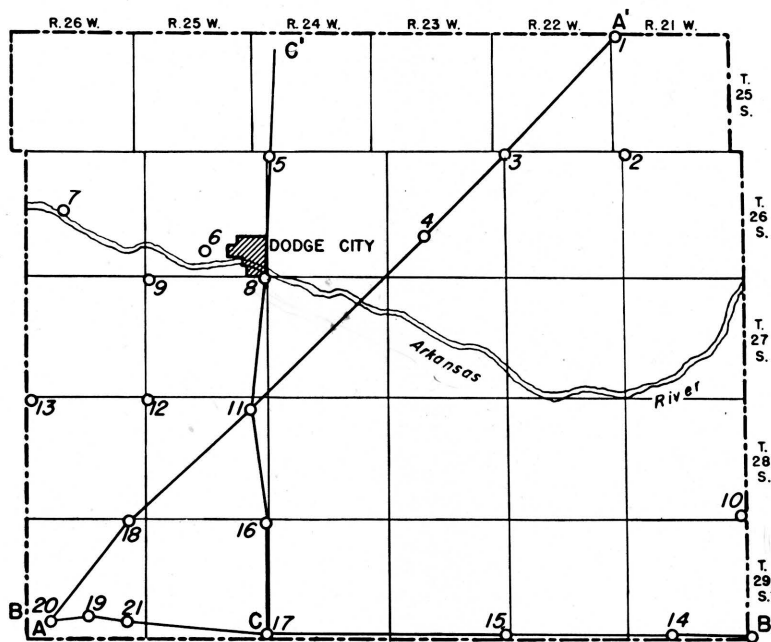 R. 26 W. R. 25 W. R. 24 W. R. 23 W. R. 22 W. A' R. 21 W.
1
C'
T.
25
S.
5
3
2
7
T.
26
S.
4
6
DODGE CITY
9
8
T.
27
S.
Arkansas
River
13
12
11
T.
28
S.
10
18
16
T.
29
S.
B
20
A
19
21
C
17
15
14
B